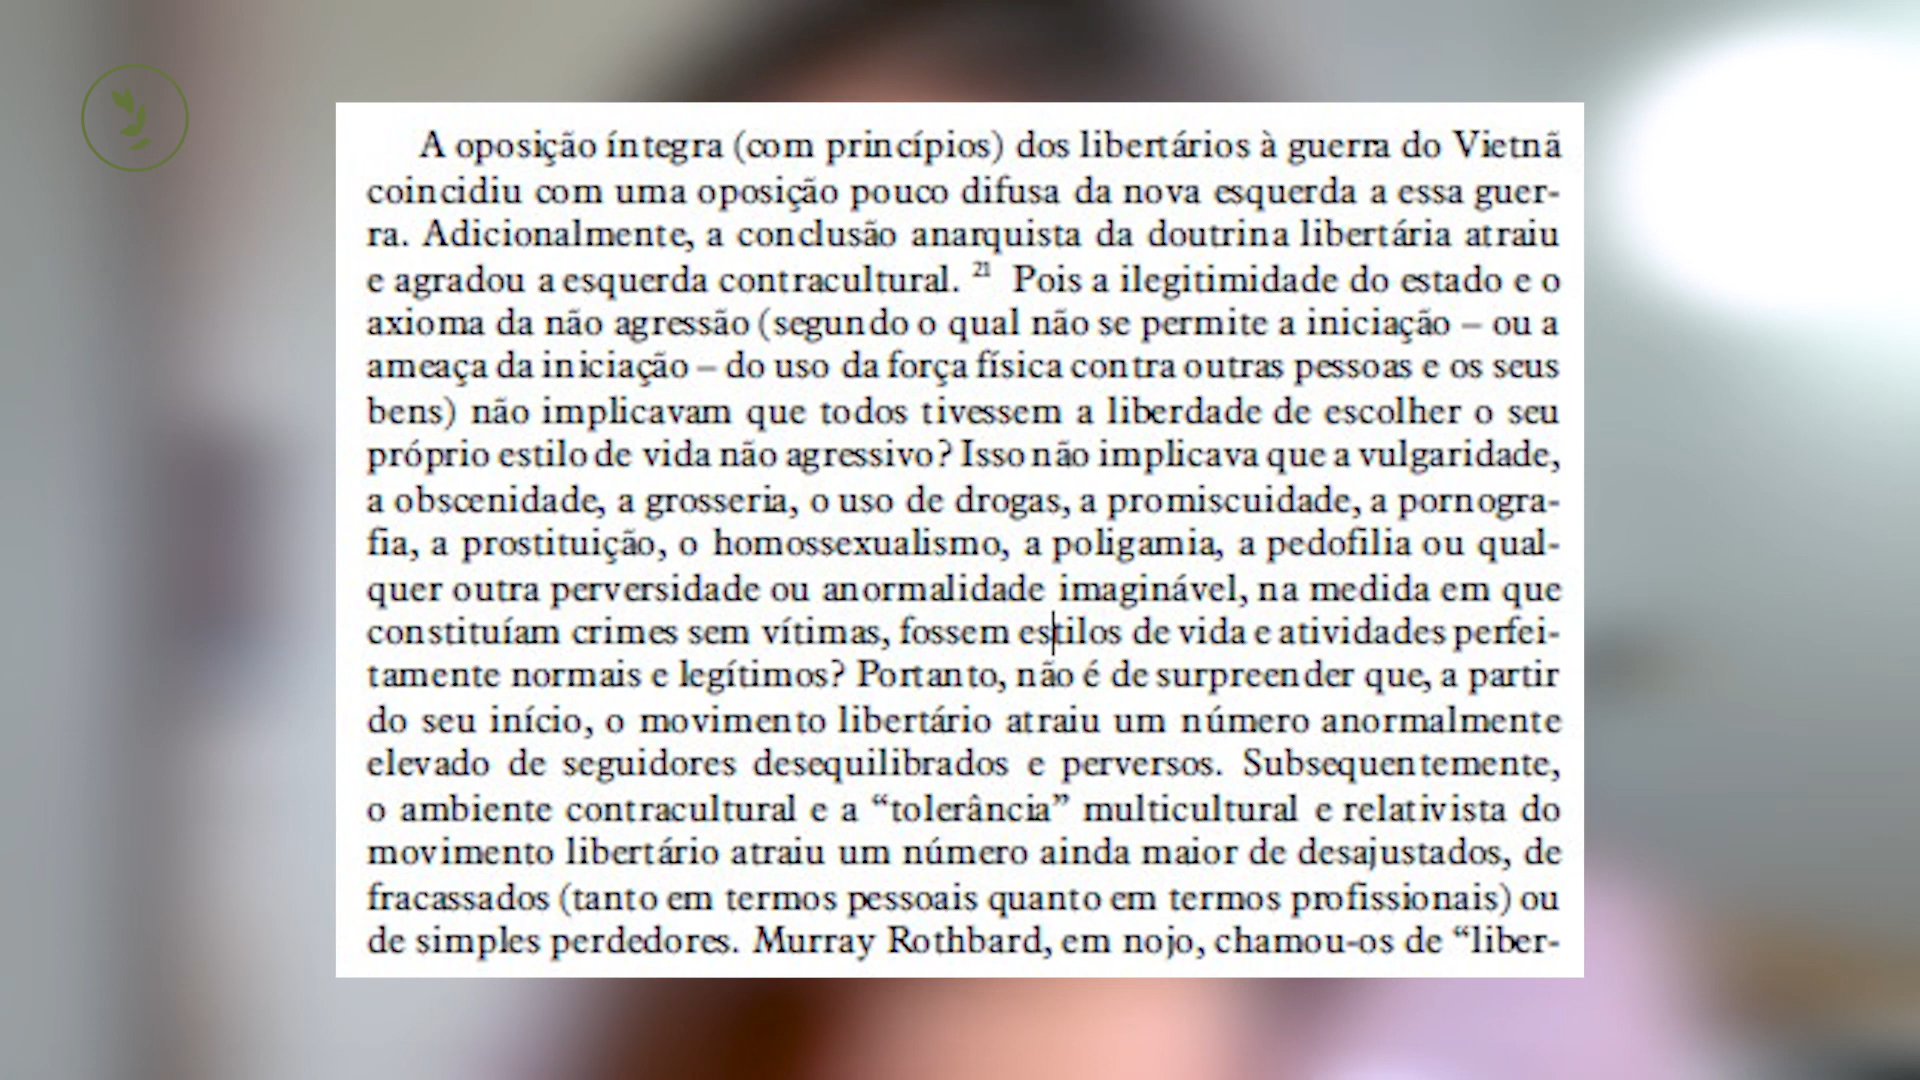 A oposição íntegra (com princípios) dos libertários à guerra do Vietnã
coincidiu com uma oposição pouco difusa da nova esquerda a essa guer-
ra. Adicionalmente, a conclusão anarquista da doutrina libertária atraiu
e agradou a esquerda contracultural. 21 Pois a ilegitimidade do estado e o
axioma da não agressão (segundo o qual não se permite a iniciação – ou a
ameaça da iniciação – do uso da força física contra outras pessoas e os seus
bens) não implicavam que todos tivessem a liberdade de escolher o seu
próprio estilo de vida não agressivo? Isso não implicava que a vulgaridade,
a obscenidade, a grosseria, o uso de drogas, a promiscuidade, a pornogra-
fia, a prostituição, o homossexualismo, a poligamia, a pedofilia ou qual-
quer outra perversidade ou anormalidade imaginável, na medida em que
constituíam crimes sem vítimas, fossem estilos de vida e atividades perfei-
tamente normais e legítimos? Portanto, não é de surpreender que, a partir
do seu início, o movimento libertário atraiu um número anormalmente
elevado de seguidores desequilibrados e perversos. Subsequentemente,
o ambiente contracultural e a “tolerância” multicultural e relativista do
movimento libertário atraiu um número ainda maior de desajustados, de
fracassados (tanto em termos pessoais quanto em termos profissionais) ou
de simples perdedores. Murray Rothbard, em nojo, chamou-os de “liber-